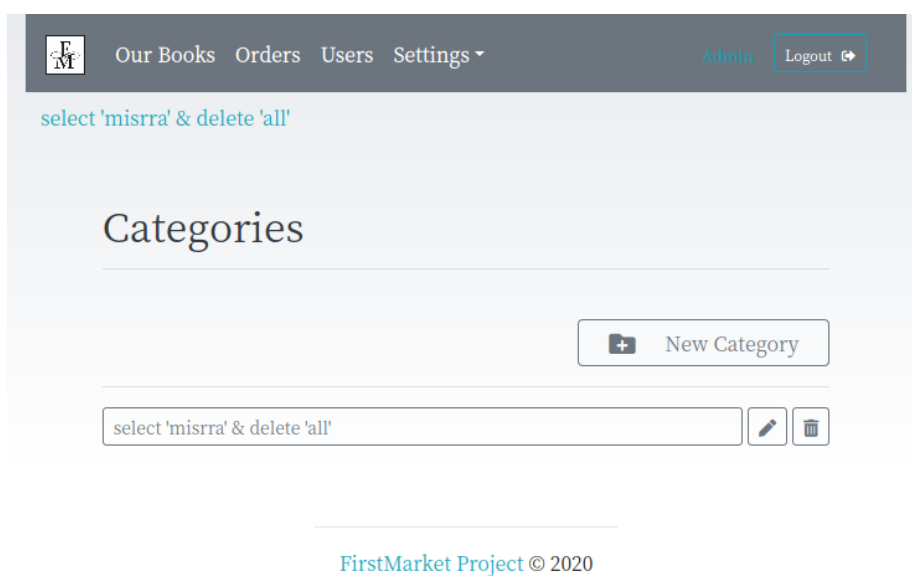 FM
Our Books Orders Users Settings Admin Logout
select 'misrra' & delete 'all'
Categories
New Category
select 'misrra' & delete 'all'
FirstMarket Project © 2020